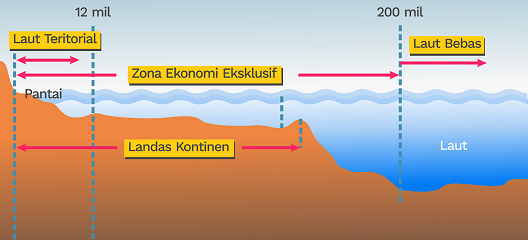 12 mil
200 mil
Laut Teritorial
Laut Bebas
Zona Ekonomi Eksklusif
Pantai
Landas Kontinen
Laut